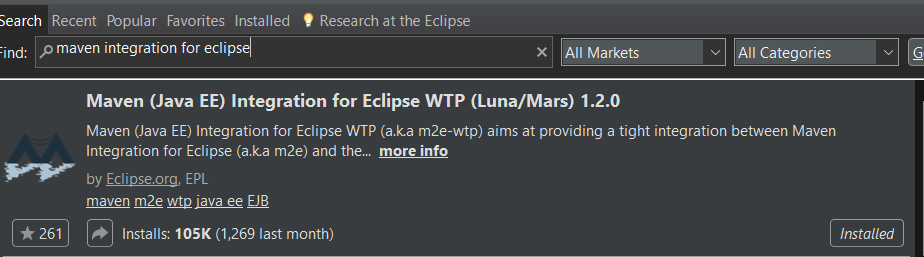 Search Recent Popular Favorites Installed Research at the Eclipse
Find: maven integration for eclipse All Markets All Categories G
Maven (Java EE) Integration for Eclipse WTP (Luna/Mars) 1.2.0
Maven (Java EE) Integration for Eclipse WTP (a.k.a m2e-wtp) aims at providing a tight integration between Maven
Integration for Eclipse (a.k.a m2e) and the... more info
by Eclipse.org, EPL
maven m2e wtp java ee EJB
261 Installs: 105K (1,269 last month) Installed